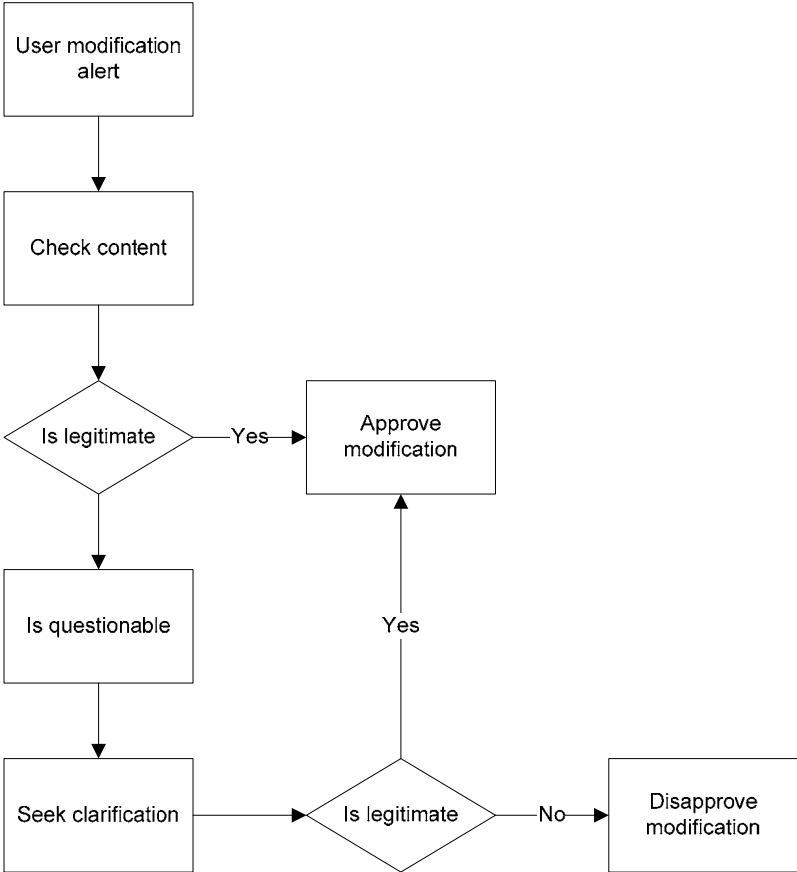 User modification
alert
Check content
Is legitimate
Yes
Approve
modification
Is questionable
Yes
Seek clarification
Is legitimate
No
Disapprove
modification